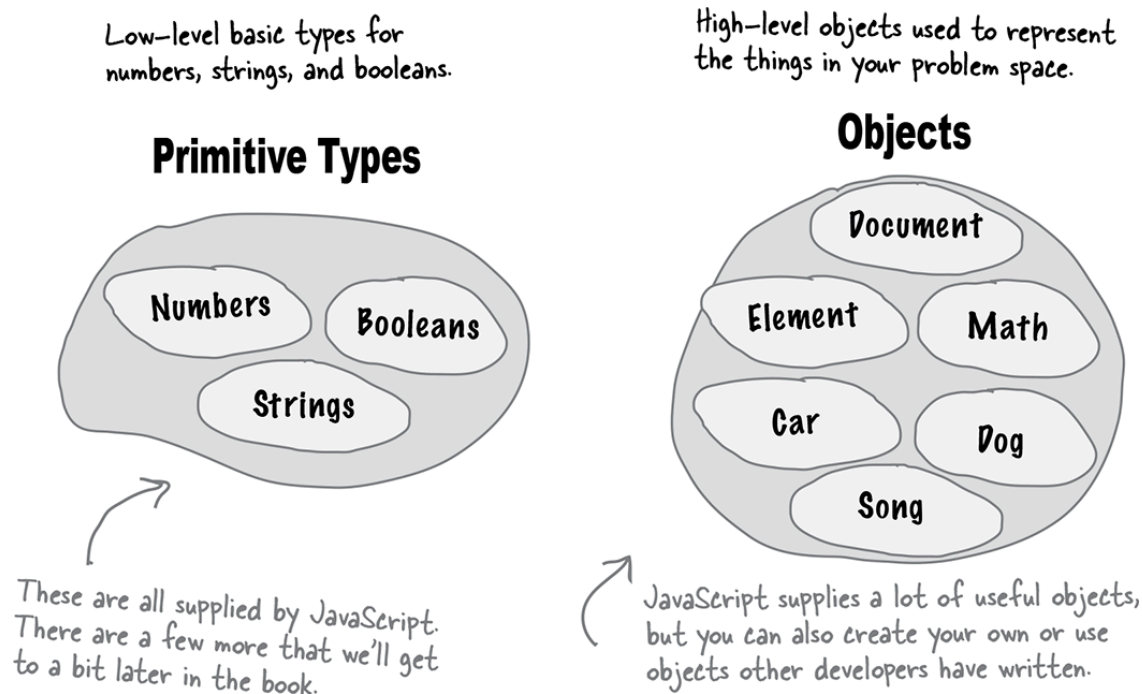 Low-level basic types for
numbers, strings, and booleans.
Primitive Types
Numbers
Booleans
Strings
These are all supplied by JavaScript.
There are a few more that we'll get
to a bit later in the book.
High-level objects used to represent
the things in your problem space.
Objects
Document
Element
Math
Car
Dog
Song
JavaScript supplies a lot of useful objects,
but you can also create your own or use
objects other developers have written.